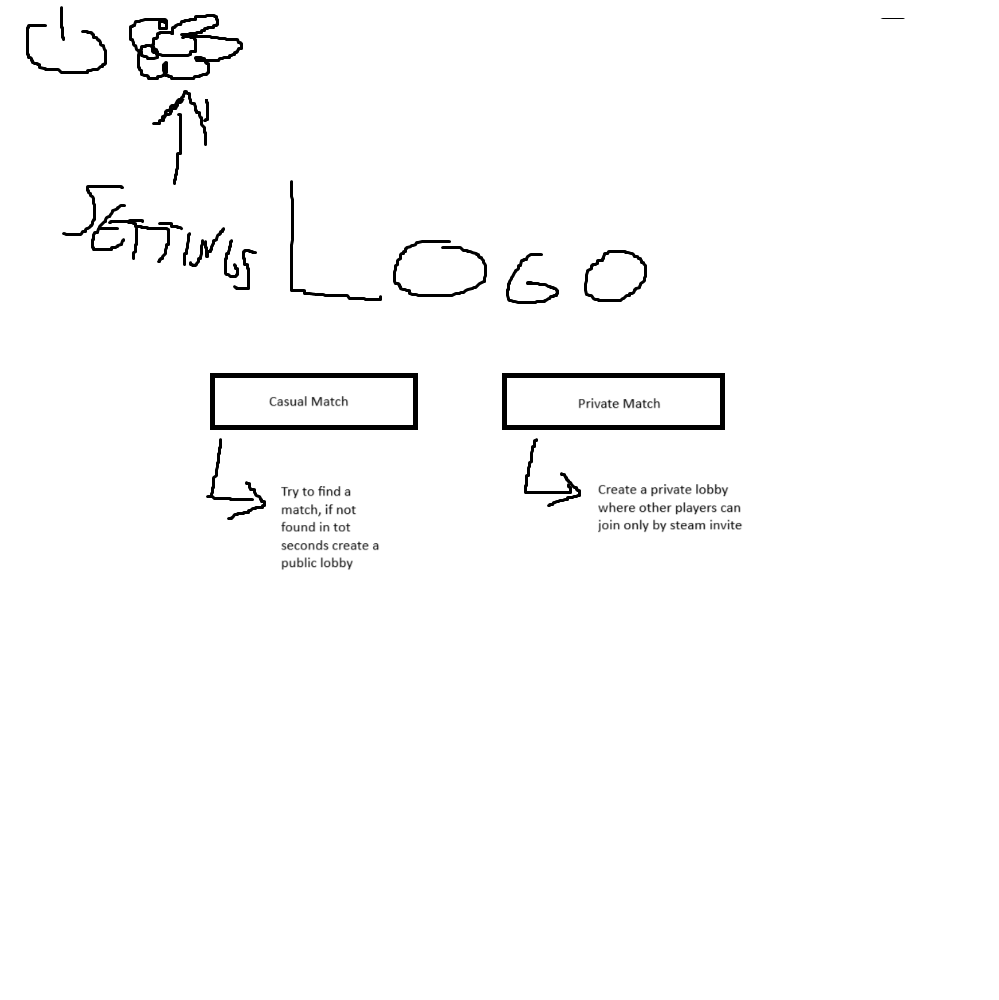 SETTINGS
LOGO
Casual Match
Private Match
Try to find a
match, if not
found in tot
seconds create a
public lobby
Create a private lobby
where other players can
join only by steam invite